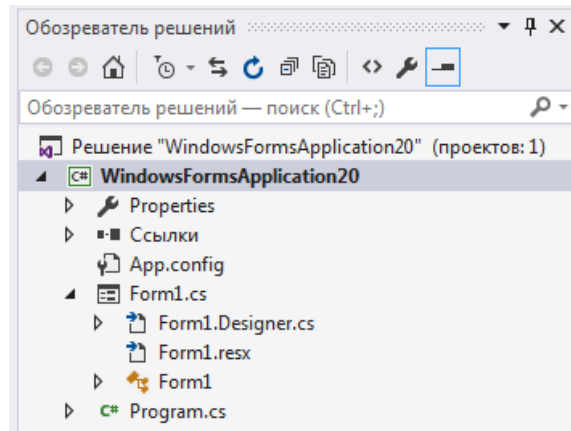 Обозреватель решений
Обозреватель решений — поиск (Ctrl+;)
Решение "WindowsFormsApplication20" (проектов: 1)
C# WindowsFormsApplication20
Properties
Ссылки
App.config
Form1.cs
Form1.Designer.cs
Form1.resx
Form1
C# Program.cs